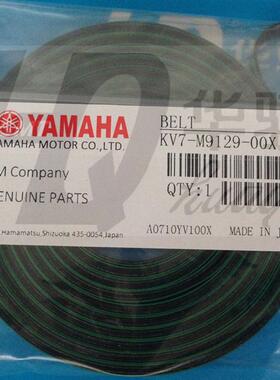 YAMAHA
YAMAHA MOTOR CO.,LTD.
M Company
GENUINE PARTS
Hamamatsu, Shizuoka 435-0054, Japan
BELT
KV7-M9129-00X
QTY:1
A0710YV100X MADE IN J